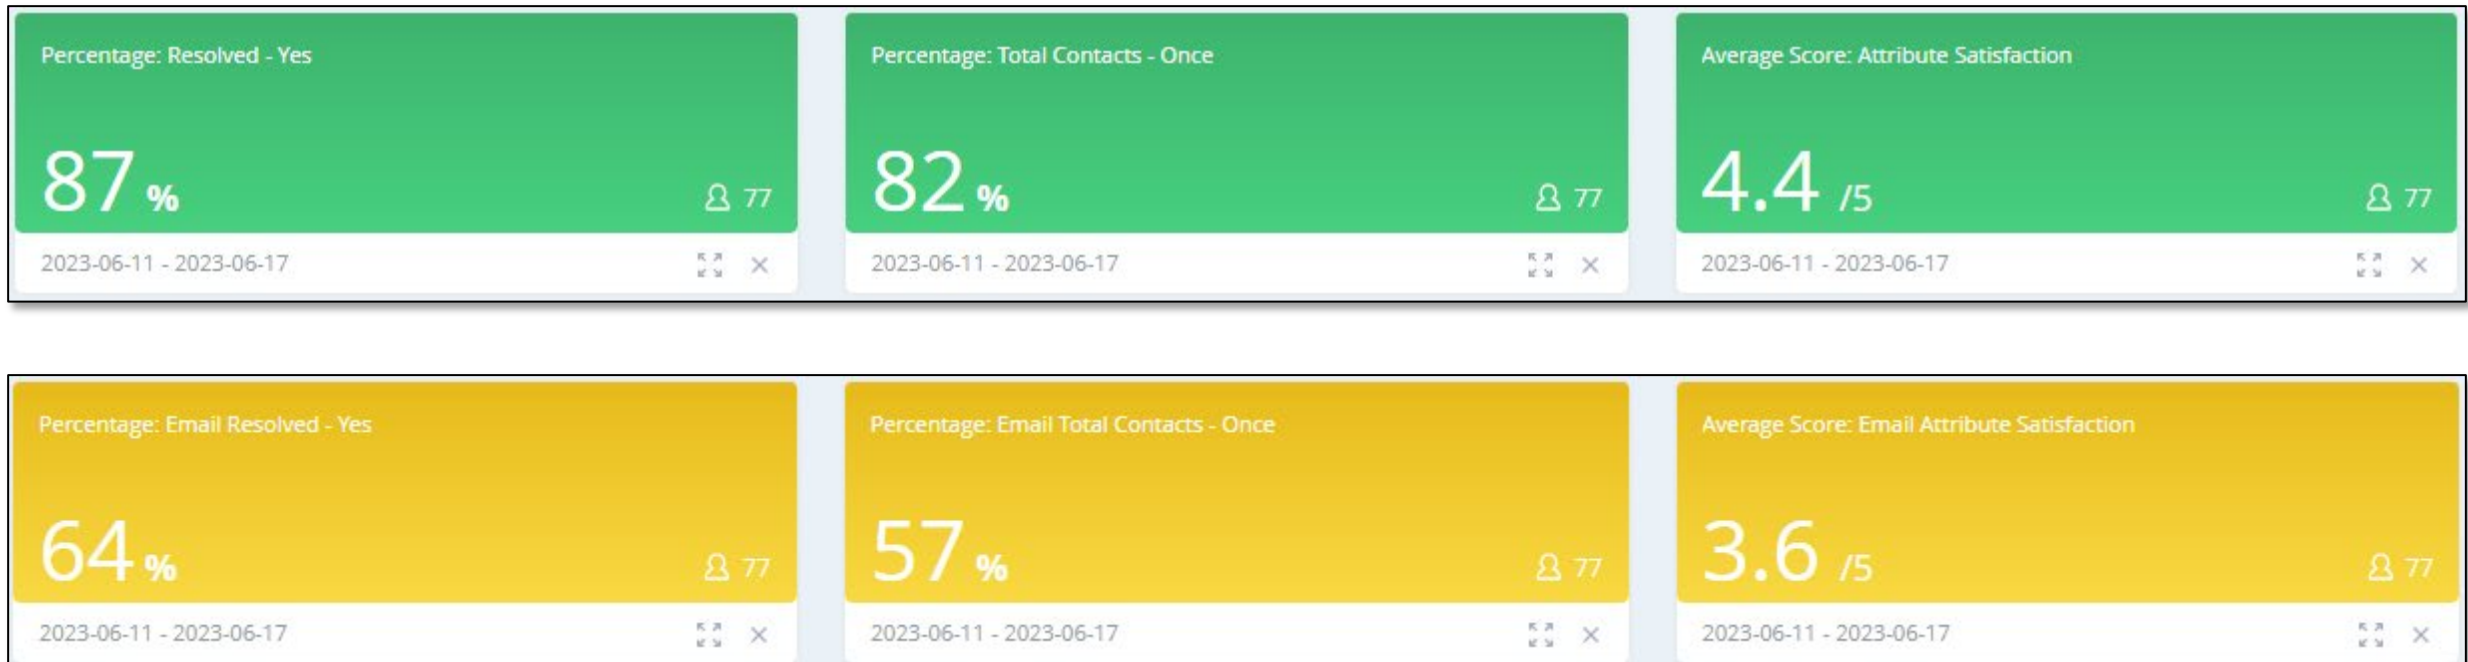 Percentage: Resolved - Yes
87 %
77
2023-06-11 - 2023-06-17
Percentage: Total Contacts - Once
82 %
77
2023-06-11 - 2023-06-17
Average Score: Attribute Satisfaction
4.4 /5
77
2023-06-11 - 2023-06-17
Percentage: Email Resolved - Yes
64 %
77
2023-06-11 - 2023-06-17
Percentage: Email Total Contacts - Once
57 %
77
2023-06-11 - 2023-06-17
Average Score: Email Attribute Satisfaction
3.6 /5
77
2023-06-11 - 2023-06-17